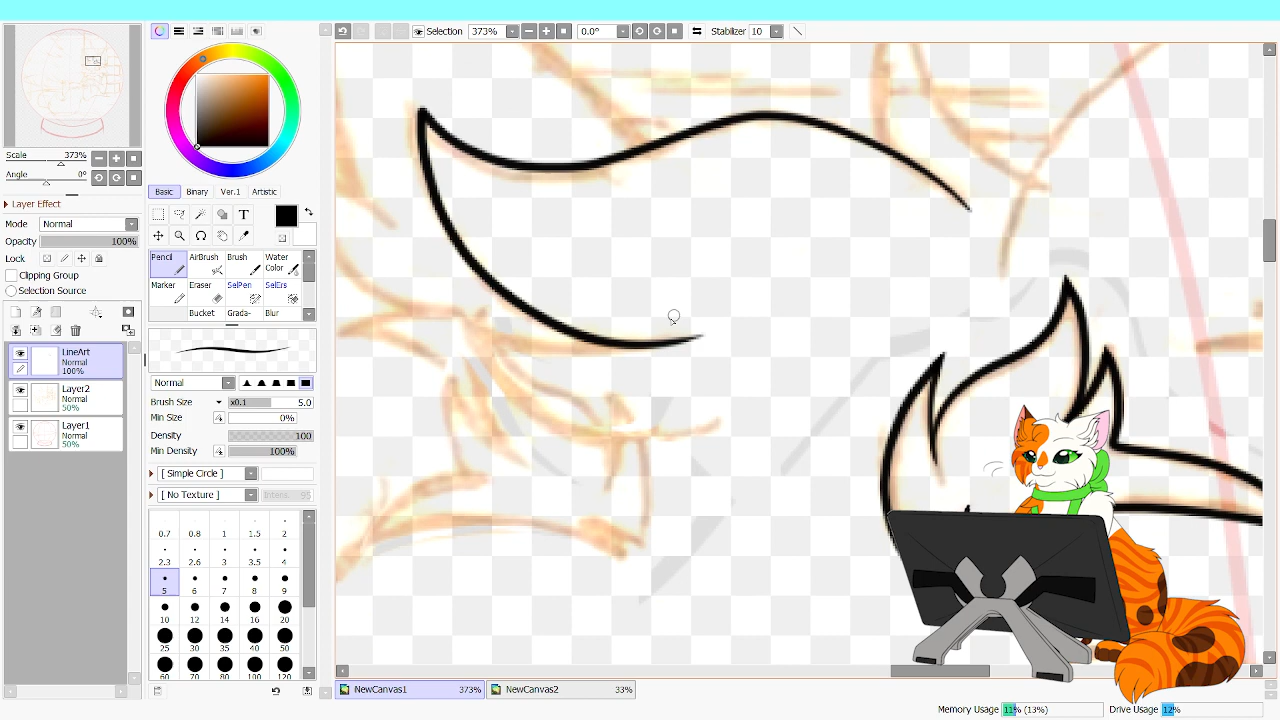 Selection 373% 0.0° Stabilizer 10
Scale 373%
Angle 0°
Layer Effect
Mode Normal
Opacity 100%
Lock
Clipping Group
Selection Source
LineArt
Normal
100%
Layer2
Normal
50%
Layer1
Normal
50%
Basic Binary Ver.1 Artistic
T
Pencil AirBrush Brush Water Color
Marker Eraser SelPen SelErs
Bucket Grada- Blur
Normal
Brush Size x0.1 5.0
Min Size 0%
Density 100
Min Density 100%
[ Simple Circle ]
[ No Texture ] Intens. 95
0.7 0.8 1 1.5 2
2.3 2.6 3 3.5 4
5 6 7 8 9
10 12 14 16 20
25 30 35 40 50
60 70 80 100 120
NewCanvas1 373% NewCanvas2 33%
Memory Usage 11% (13%) Drive Usage 12%